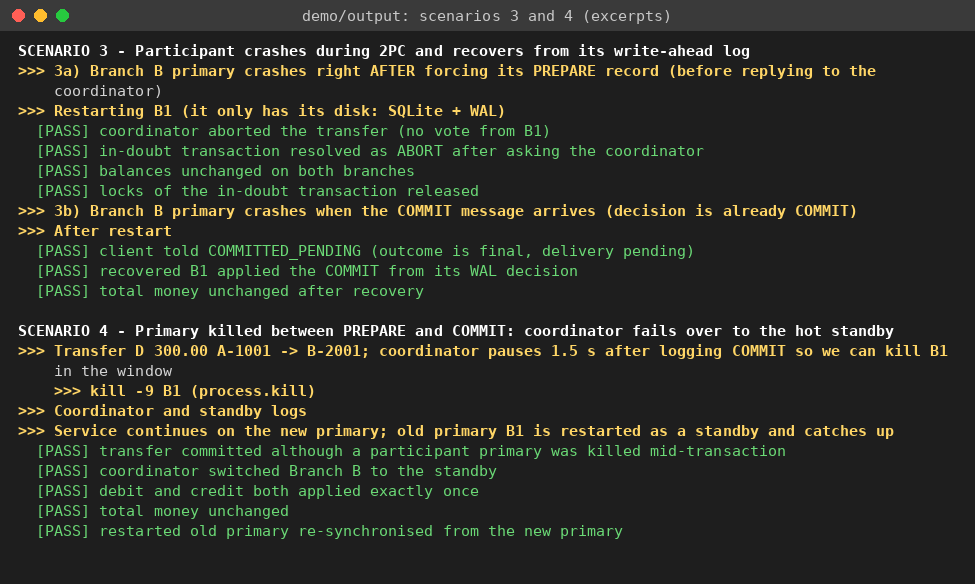 demo/output: scenarios 3 and 4 (excerpts)
SCENARIO 3 - Participant crashes during 2PC and recovers from its write-ahead log
>>> 3a) Branch B primary crashes right AFTER forcing its PREPARE record (before replying to the
coordinator)
>>> Restarting B1 (it only has its disk: SQLite + WAL)
[PASS] coordinator aborted the transfer (no vote from B1)
[PASS] in-doubt transaction resolved as ABORT after asking the coordinator
[PASS] balances unchanged on both branches
[PASS] locks of the in-doubt transaction released
>>> 3b) Branch B primary crashes when the COMMIT message arrives (decision is already COMMIT)
>>> After restart
[PASS] client told COMMITTED_PENDING (outcome is final, delivery pending)
[PASS] recovered B1 applied the COMMIT from its WAL decision
[PASS] total money unchanged after recovery
SCENARIO 4 - Primary killed between PREPARE and COMMIT: coordinator fails over to the hot standby
>>> Transfer D 300.00 A-1001 -> B-2001; coordinator pauses 1.5 s after logging COMMIT so we can kill B1
in the window
>>> kill -9 B1 (process.kill)
>>> Coordinator and standby logs
>>> Service continues on the new primary; old primary B1 is restarted as a standby and catches up
[PASS] transfer committed although a participant primary was killed mid-transaction
[PASS] coordinator switched Branch B to the standby
[PASS] debit and credit both applied exactly once
[PASS] total money unchanged
[PASS] restarted old primary re-synchronised from the new primary